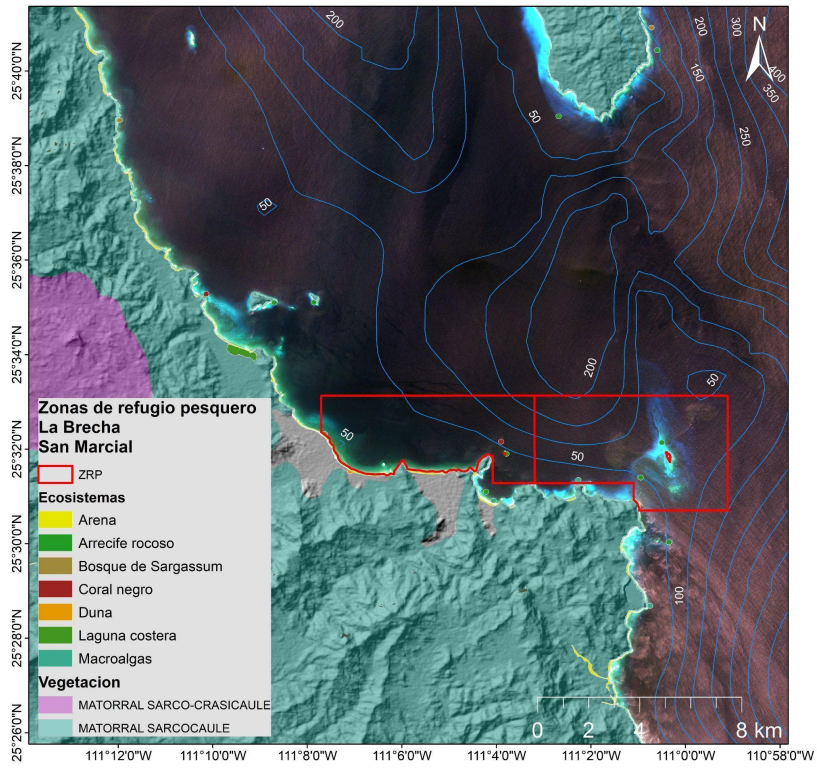 200
200
300
N
400
350
150
250
50
50
200
50
50
50
100
Zonas de refugio pesquero
La Brecha
San Marcial
ZRP
Ecosistemas
Arena
Arrecife rocoso
Bosque de Sargassum
Coral negro
Duna
Laguna costera
Macroalgas
Vegetacion
MATORRAL SARCO-CRASICAULE
MATORRAL SARCOCAULE
0 2 4 8 km
25°40'0"N
25°38'0"N
25°36'0"N
25°34'0"N
25°32'0"N
25°30'0"N
25°28'0"N
25°26'0"N
111°12'0"W 111°10'0"W 111°8'0"W 111°6'0"W 111°4'0"W 111°2'0"W 111°0'0"W 110°58'0"W